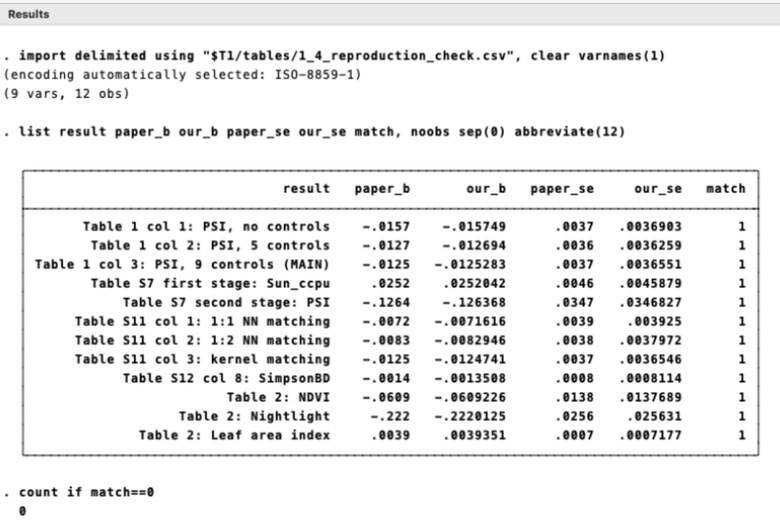 Results
. import delimited using "$T1/tables/1_4_reproduction_check.csv", clear varnames(1)
(encoding automatically selected: ISO-8859-1)
(9 vars, 12 obs)
. list result paper_b our_b paper_se our_se match, noobs sep(0) abbreviate(12)
result paper_b our_b paper_se our_se match
Table 1 col 1: PSI, no controls -.0157 -.015749 .0037 .0036903 1
Table 1 col 2: PSI, 5 controls -.0127 -.012694 .0036 .0036259 1
Table 1 col 3: PSI, 9 controls (MAIN) -.0125 -.0125283 .0037 .0036551 1
Table S7 first stage: Sun_ccpu .0252 .0252042 .0046 .0045879 1
Table S7 second stage: PSI -.1264 -.126368 .0347 .0346827 1
Table S11 col 1: 1:1 NN matching -.0072 -.0071616 .0039 .003925 1
Table S11 col 2: 1:2 NN matching -.0083 -.0082946 .0038 .0037972 1
Table S11 col 3: kernel matching -.0125 -.0124741 .0037 .0036546 1
Table S12 col 8: SimpsonBD -.0014 -.0013508 .0008 .0008114 1
Table 2: NDVI -.0609 -.0609226 .0138 .0137689 1
Table 2: Nightlight -.222 -.2220125 .0256 .025631 1
Table 2: Leaf area index .0039 .0039351 .0007 .0007177 1
. count if match==0
0